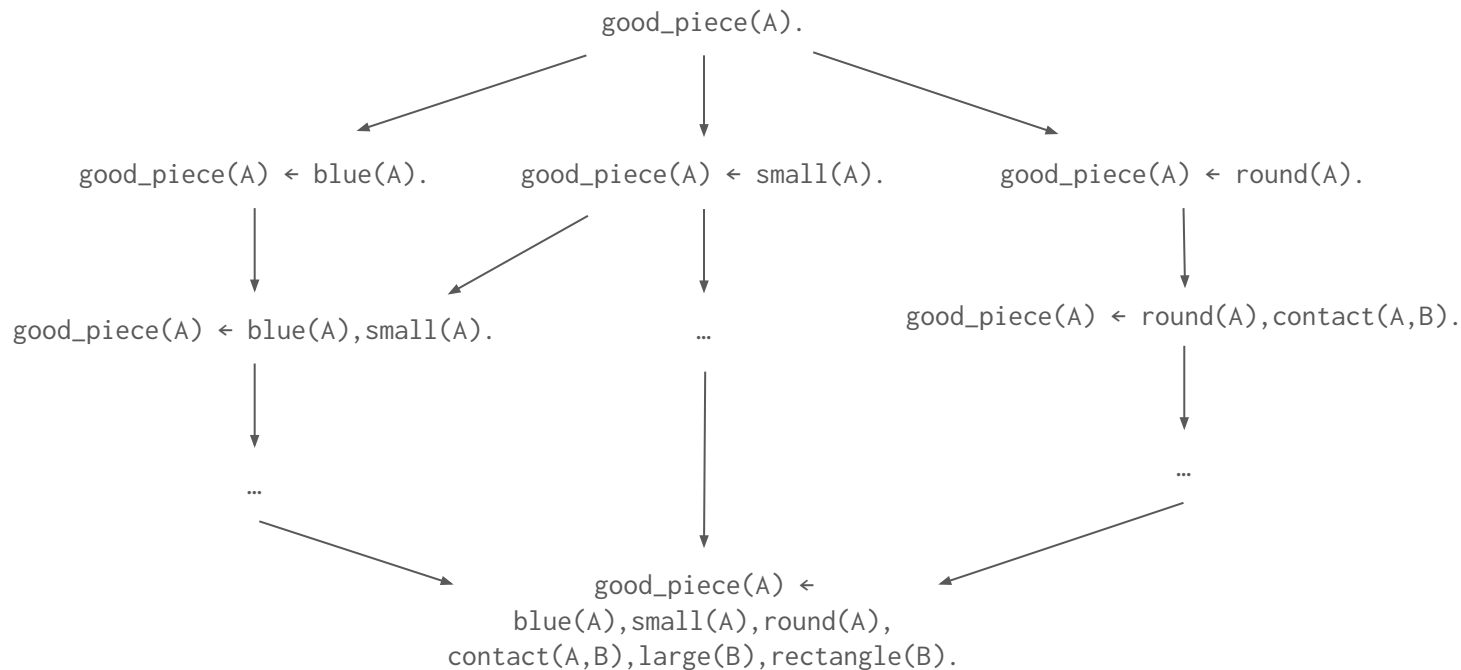 good_piece(A).
good_piece(A) ← blue(A).
good_piece(A) ← small(A).
good_piece(A) ← round(A).
good_piece(A) ← blue(A),small(A).
…
good_piece(A) ← round(A),contact(A,B).
…
…
good_piece(A) ←
blue(A),small(A),round(A),
contact(A,B),large(B),rectangle(B).